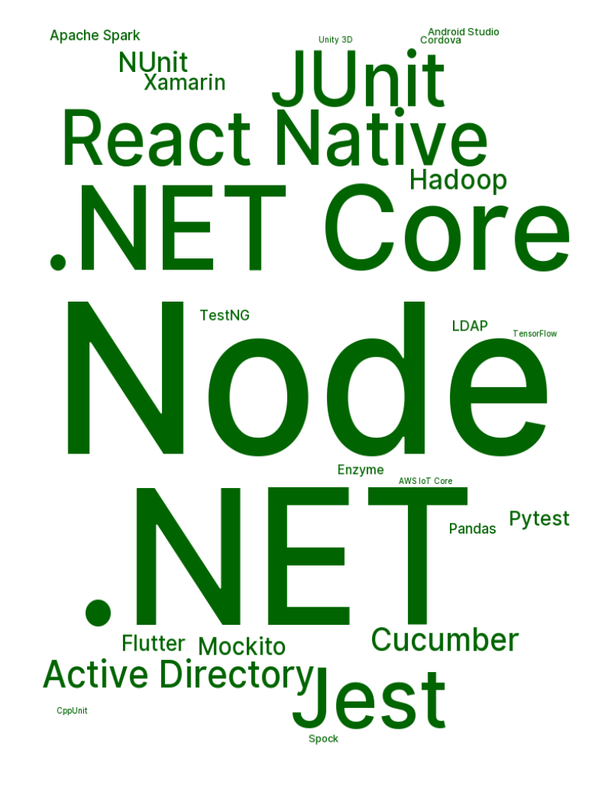 Apache Spark
Unity 3D
Android Studio
Cordova
NUnit
Xamarin
JUnit
React Native
Hadoop
.NET Core
Node
TestNG
LDAP
TensorFlow
Enzyme
AWS IoT Core
.NET
Pandas
Pytest
Flutter
Mockito
Cucumber
Active Directory
Jest
CppUnit
Spock